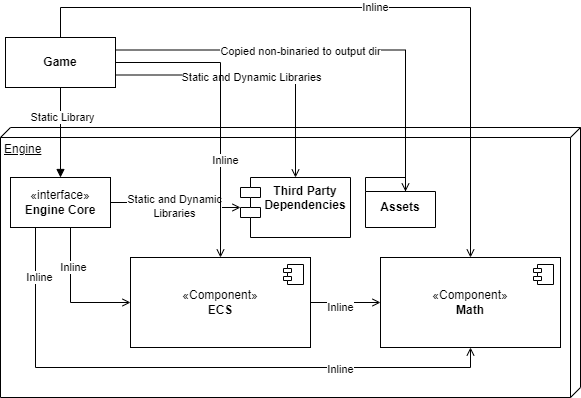 Inline
Copied non-binaried to output dir
Game
Static and Dynamic Libraries
Static Library
Engine
Inline
«interface»
Engine Core
Static and Dynamic
Libraries
Third Party
Dependencies
Assets
Inline
Inline
«Component»
ECS
Inline
«Component»
Math
Inline